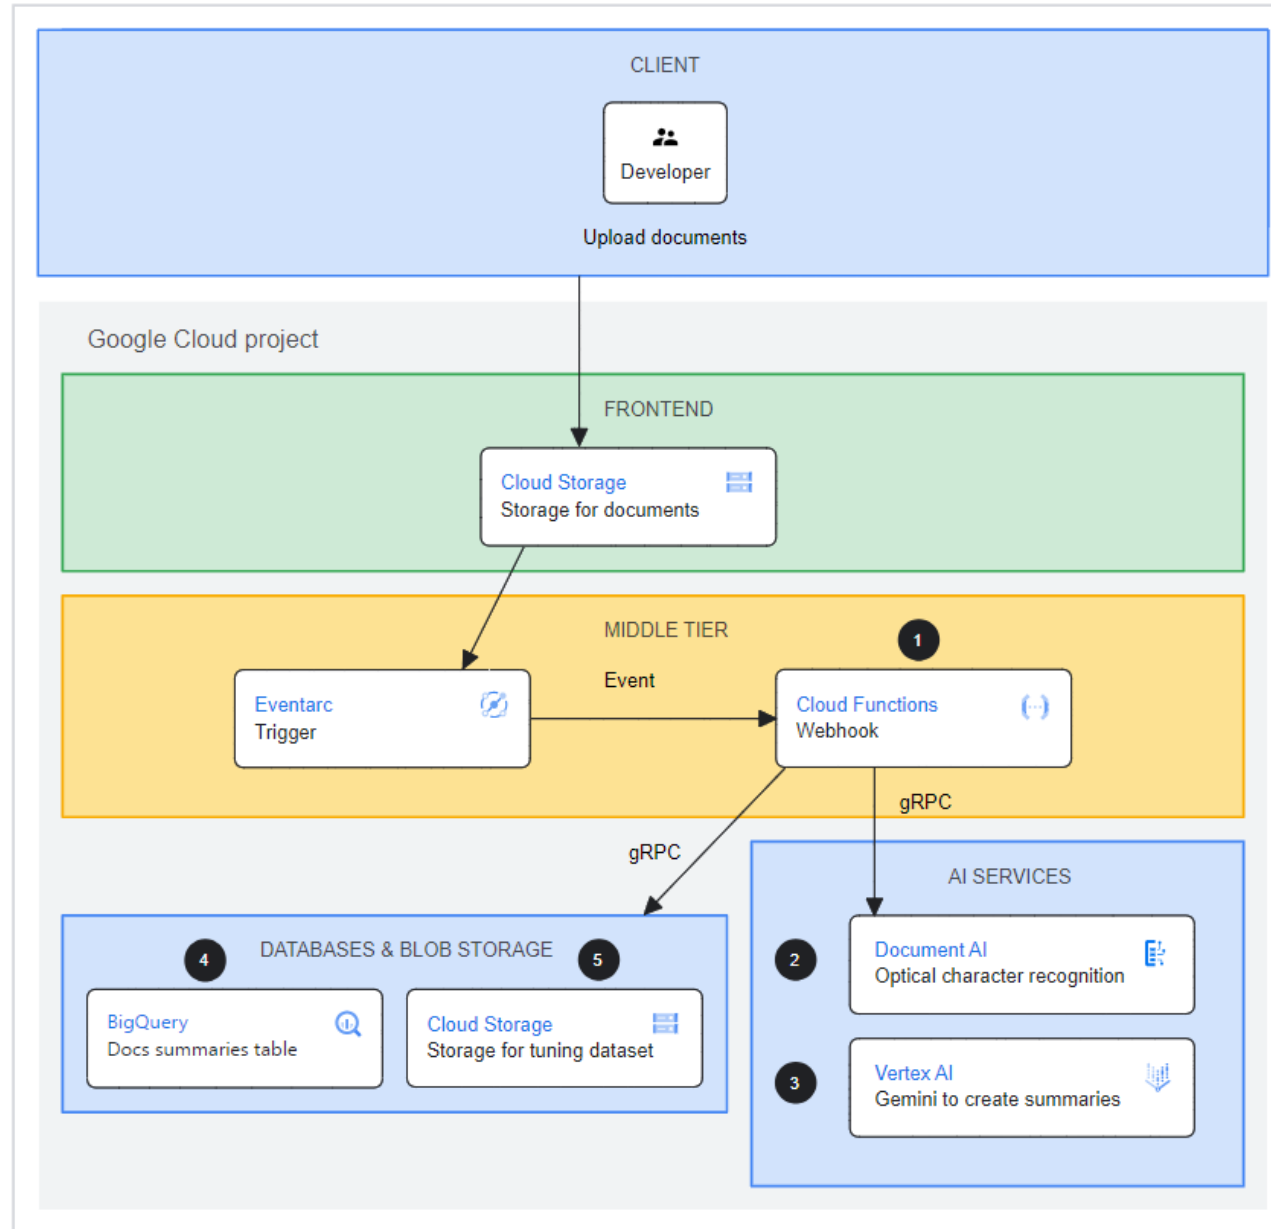 CLIENT
Developer
Upload documents
Google Cloud project
FRONTEND
Cloud Storage
Storage for documents
MIDDLE TIER
1
Event
Eventarc
Trigger
Cloud Functions
Webhook
gRPC
gRPC
AI SERVICES
DATABASES & BLOB STORAGE
4
5
2
Document AI
Optical character recognition
BigQuery
Docs summaries table
Cloud Storage
Storage for tuning dataset
3
Vertex AI
Gemini to create summaries